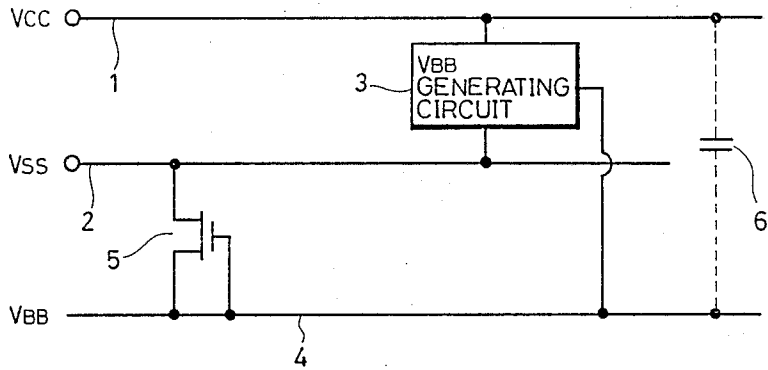 VCC
1
3
VBB
GENERATING
CIRCUIT
VSS
2
5
6
VBB
4